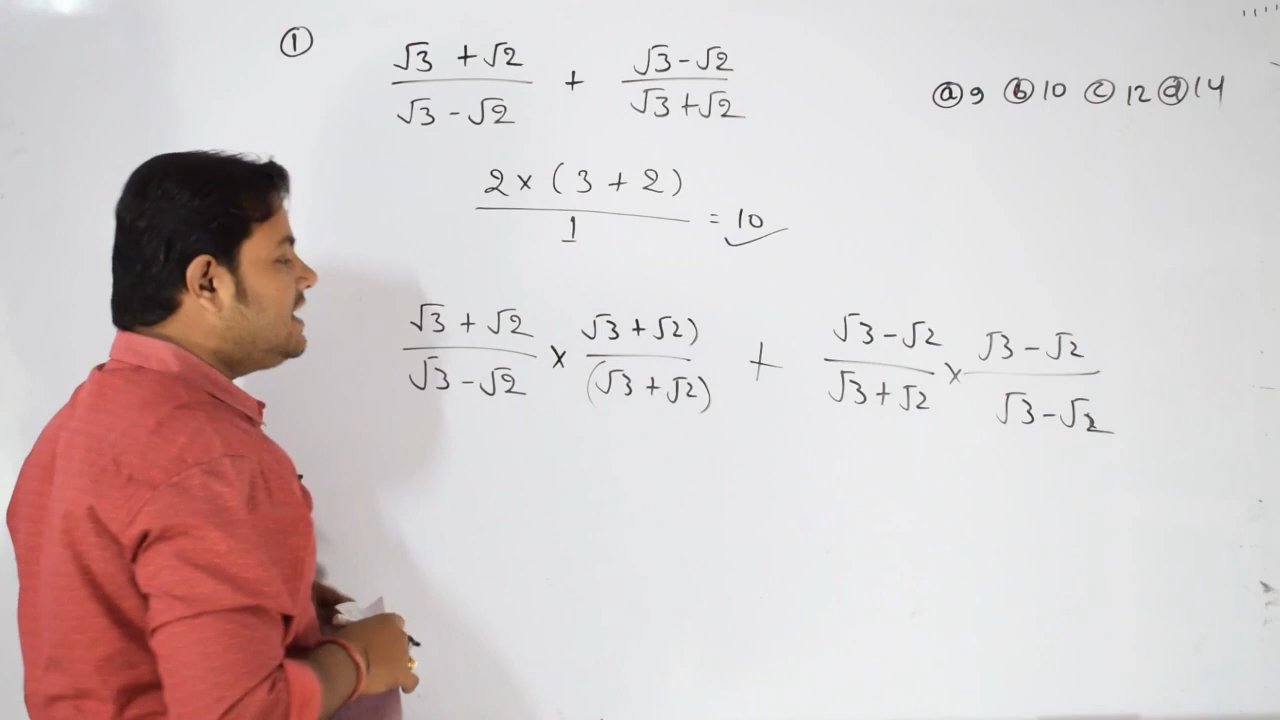 ① (√3 + √2)/(√3 - √2) + (√3 - √2)/(√3 + √2) ⓐ 9 ⓑ 10 ⓒ 12 ⓓ 14
2 × (3 + 2)/1 = 10
(√3 + √2)/(√3 - √2) × √3 + √2)/(√3 + √2) + (√3 - √2)/(√3 + √2) × (√3 - √2)/(√3 - √2)